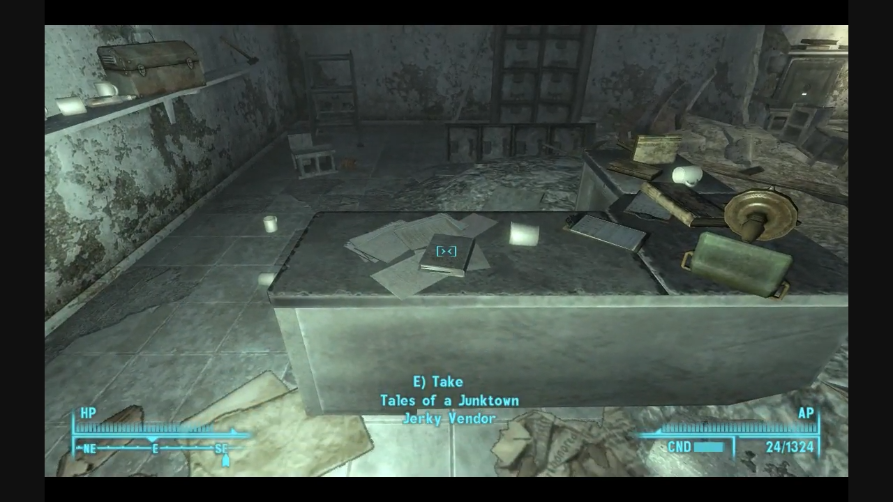 E) Take
Tales of a Junktown
Jerky Vendor
HP
AP
NE
E
SE
CND
24/1324